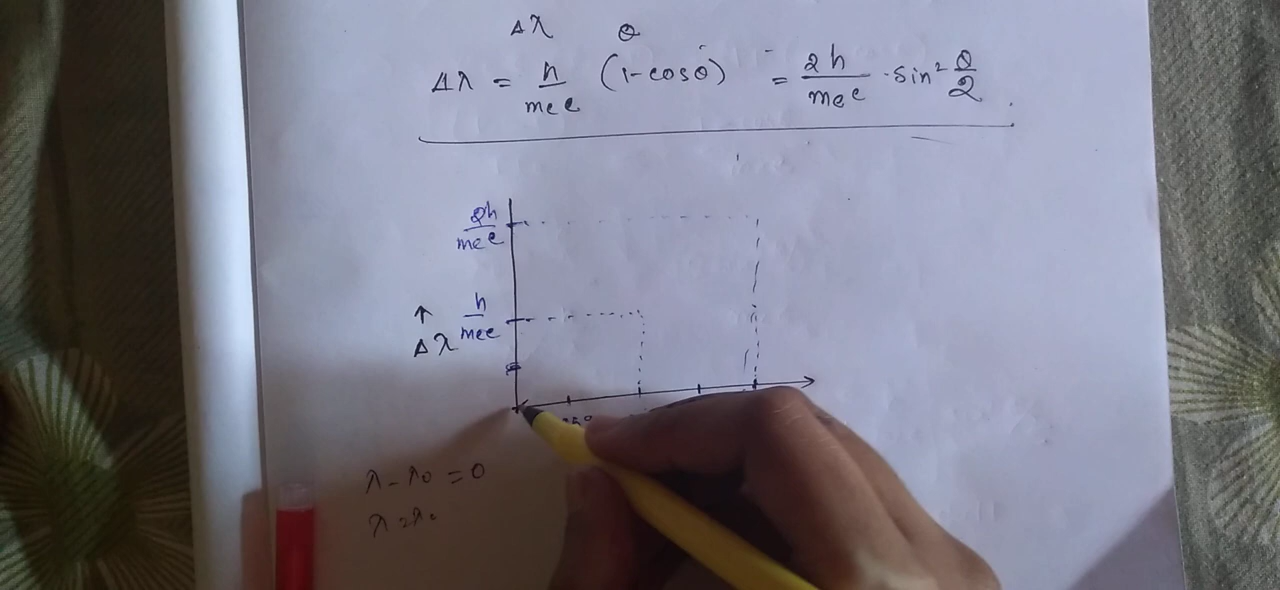 Δλ θ
Δλ = h/mec (1-cosθ) = 2h/mec · sin² θ/2
2h/mec
h/mec
↑
Δλ
λ - λ0 = 0
λ = λ0